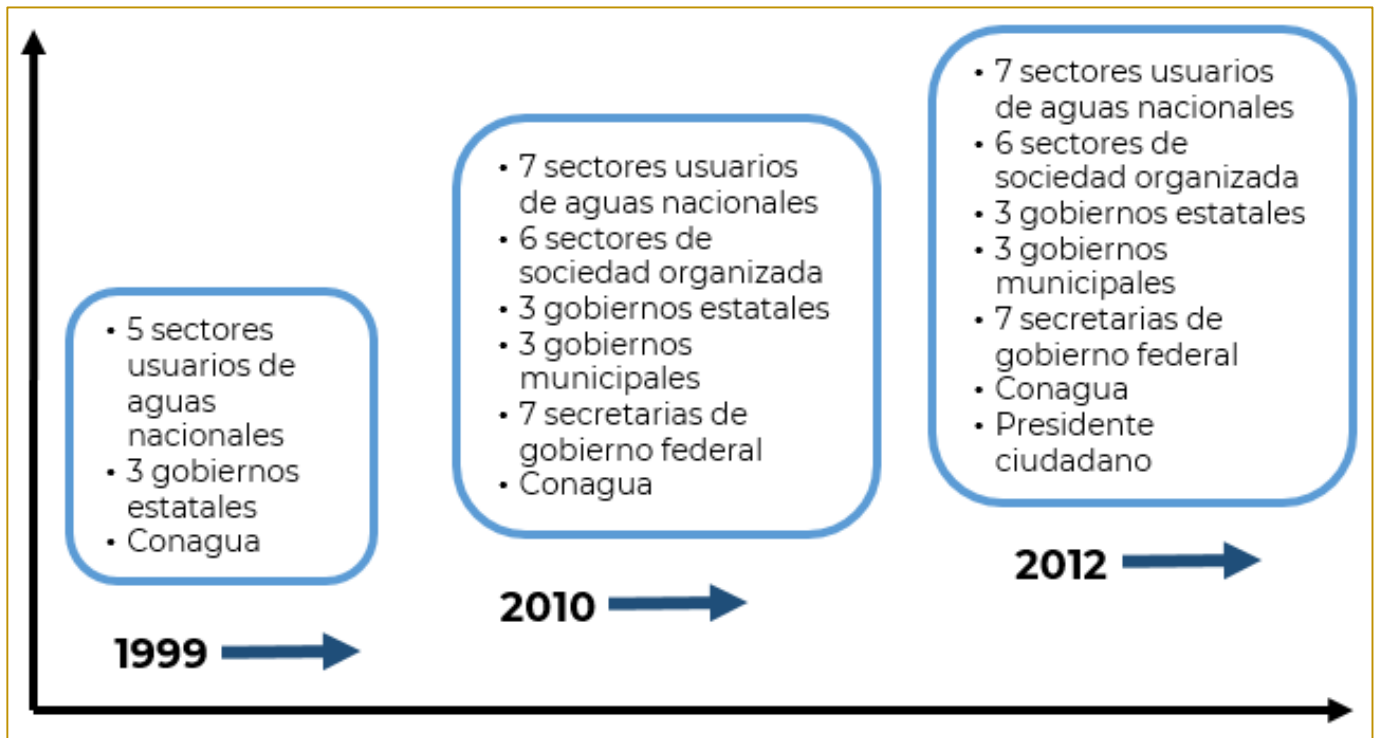 • 5 sectores
usuarios de
aguas
nacionales
• 3 gobiernos
estatales
• Conagua
1999
• 7 sectores usuarios
de aguas nacionales
• 6 sectores de
sociedad organizada
• 3 gobiernos estatales
• 3 gobiernos
municipales
• 7 secretarias de
gobierno federal
• Conagua
2010
• 7 sectores usuarios
de aguas nacionales
• 6 sectores de
sociedad organizada
• 3 gobiernos estatales
• 3 gobiernos
municipales
• 7 secretarias de
gobierno federal
• Conagua
• Presidente
ciudadano
2012